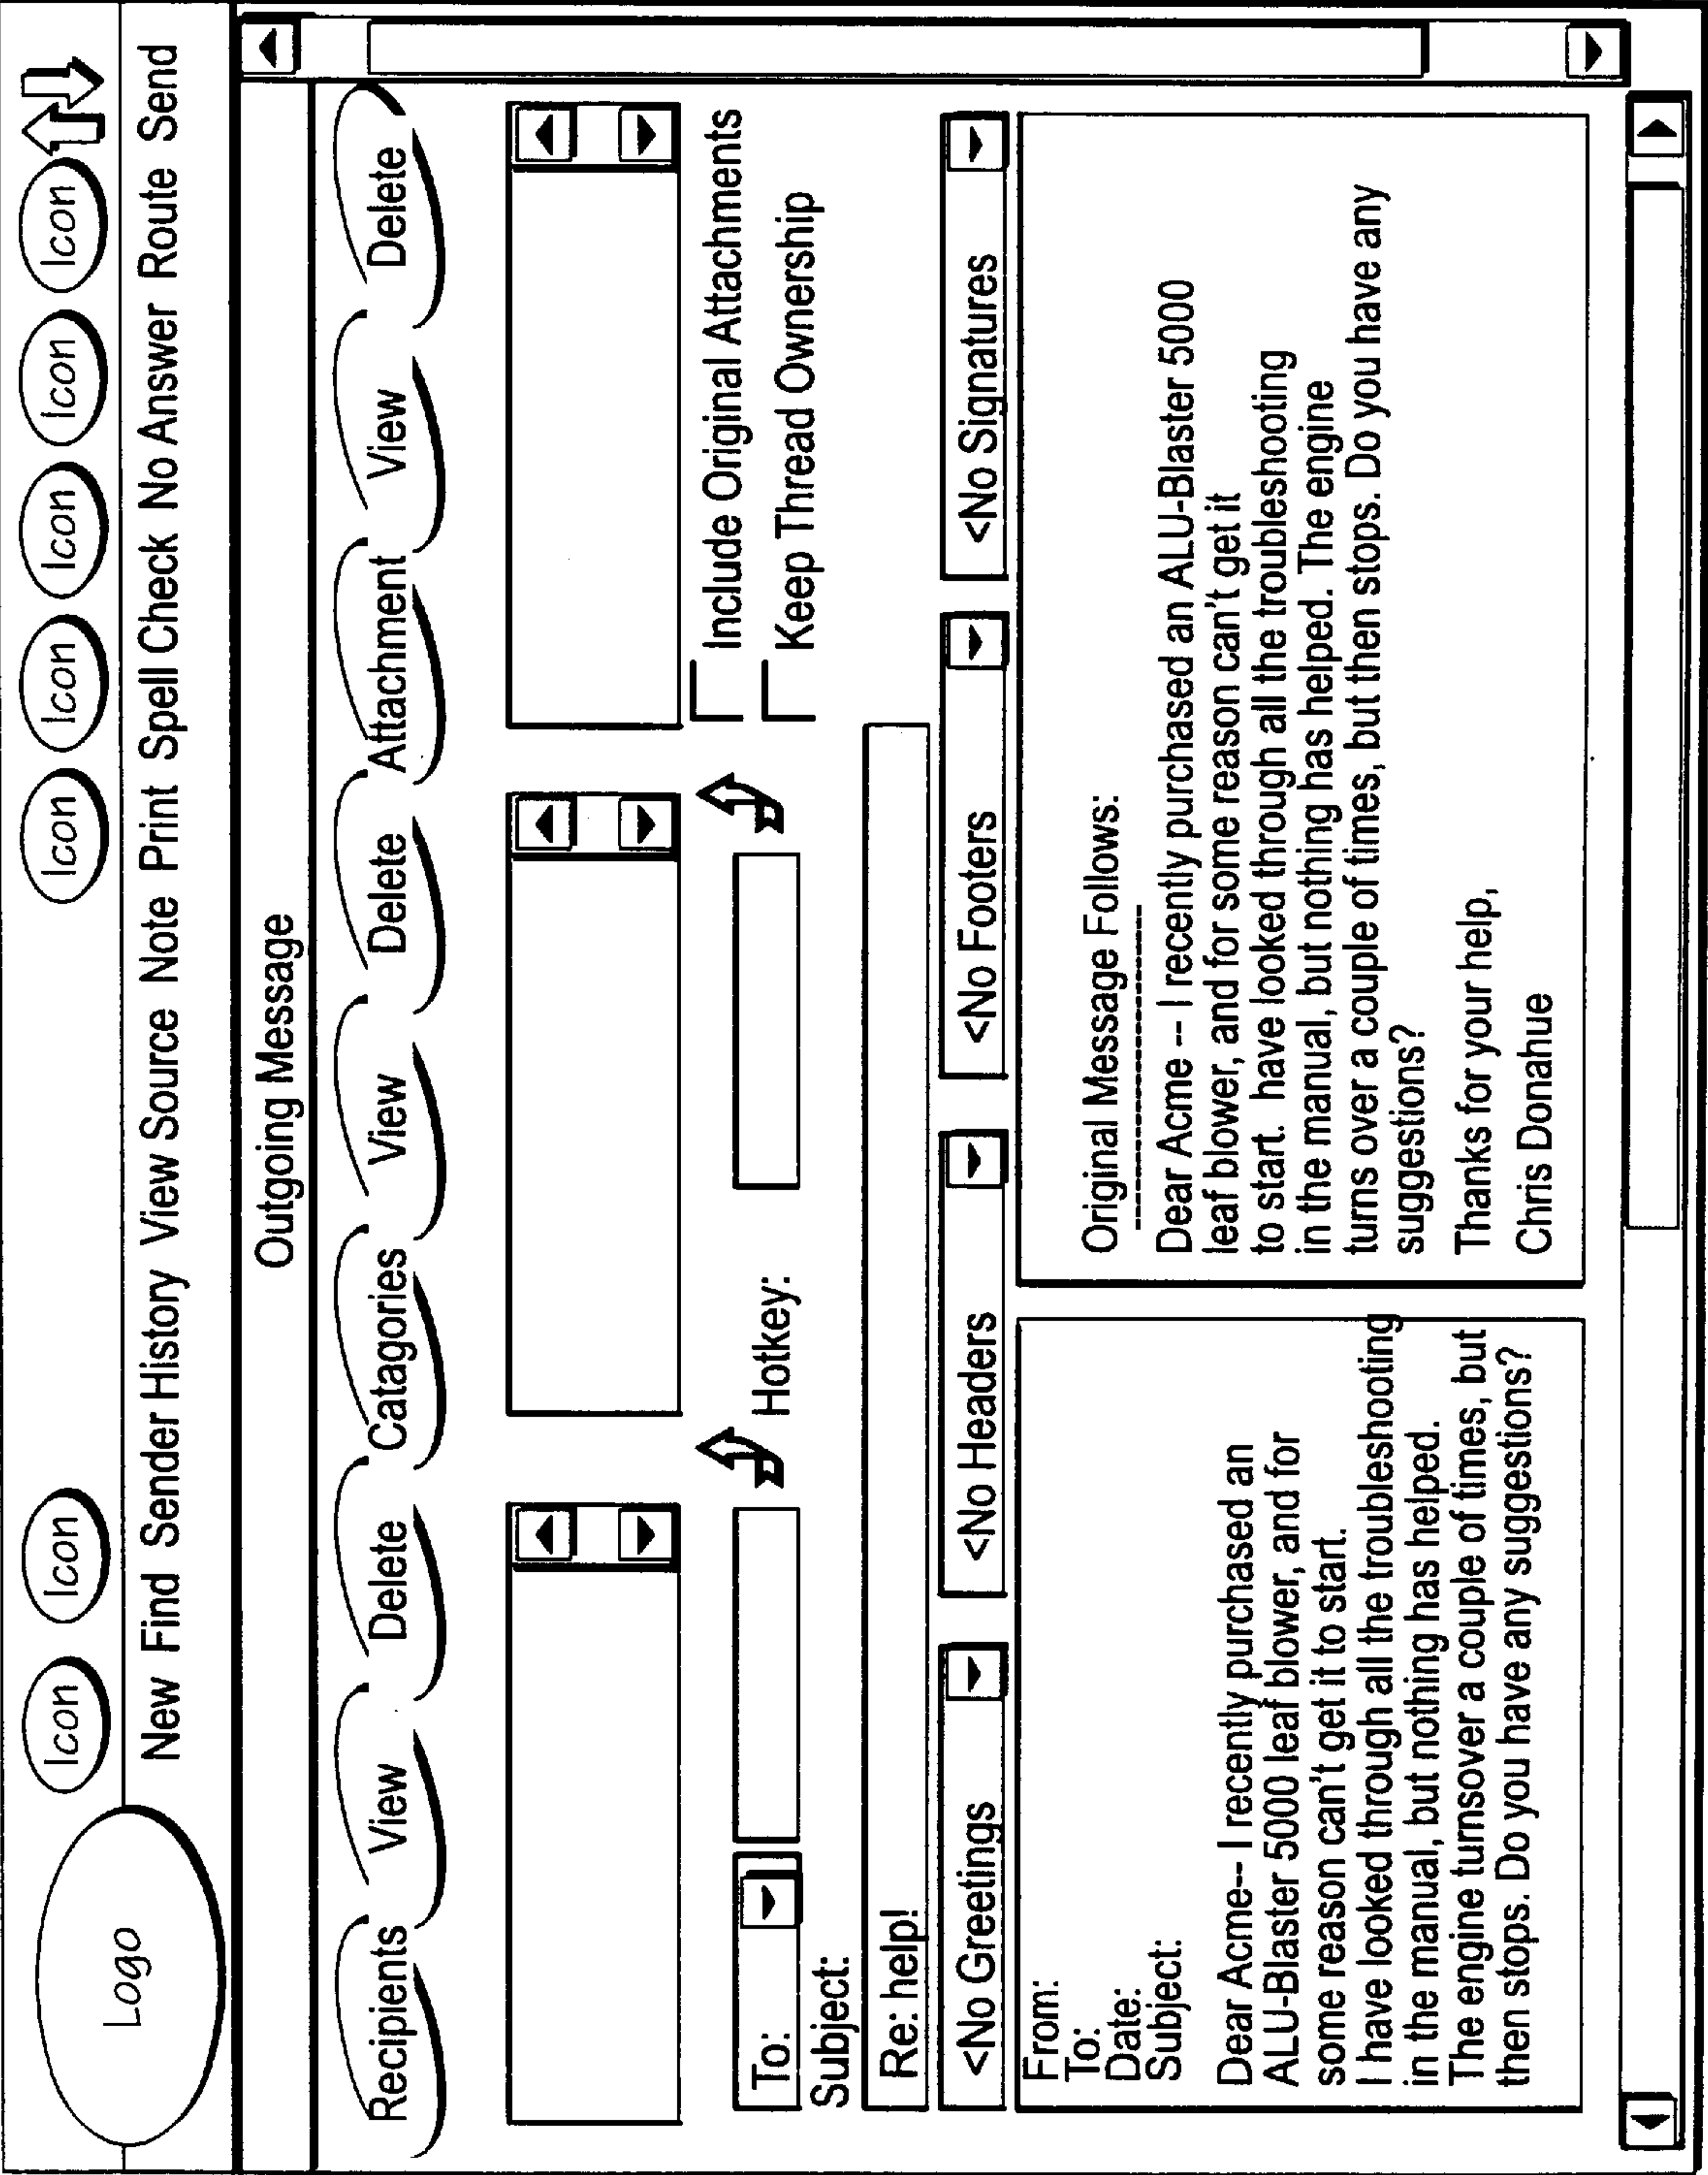 Logo
Icon Icon Icon Icon Icon Icon Icon
New Find Sender History View Source Note Print Spell Check No Answer Route Send
Outgoing Message
Recipients View Delete Catagories View Delete Attachment View Delete
To: Hotkey:
Include Original Attachments
Keep Thread Ownership
Subject:
Re: help!
<No Greetings <No Headers <No Footers <No Signatures
From:
To:
Date:
Subject:
Dear Acme-- I recently purchased an
ALU-Blaster 5000 leaf blower, and for
some reason can't get it to start.
I have looked through all the troubleshooting
in the manual, but nothing has helped.
The engine turnsover a couple of times, but
then stops. Do you have any suggestions?
Original Message Follows:
-----------------------------
Dear Acme -- I recently purchased an ALU-Blaster 5000
leaf blower, and for some reason can't get it
to start. have looked through all the troubleshooting
in the manual, but nothing has helped. The engine
turns over a couple of times, but then stops. Do you have any
suggestions?
Thanks for your help,
Chris Donahue